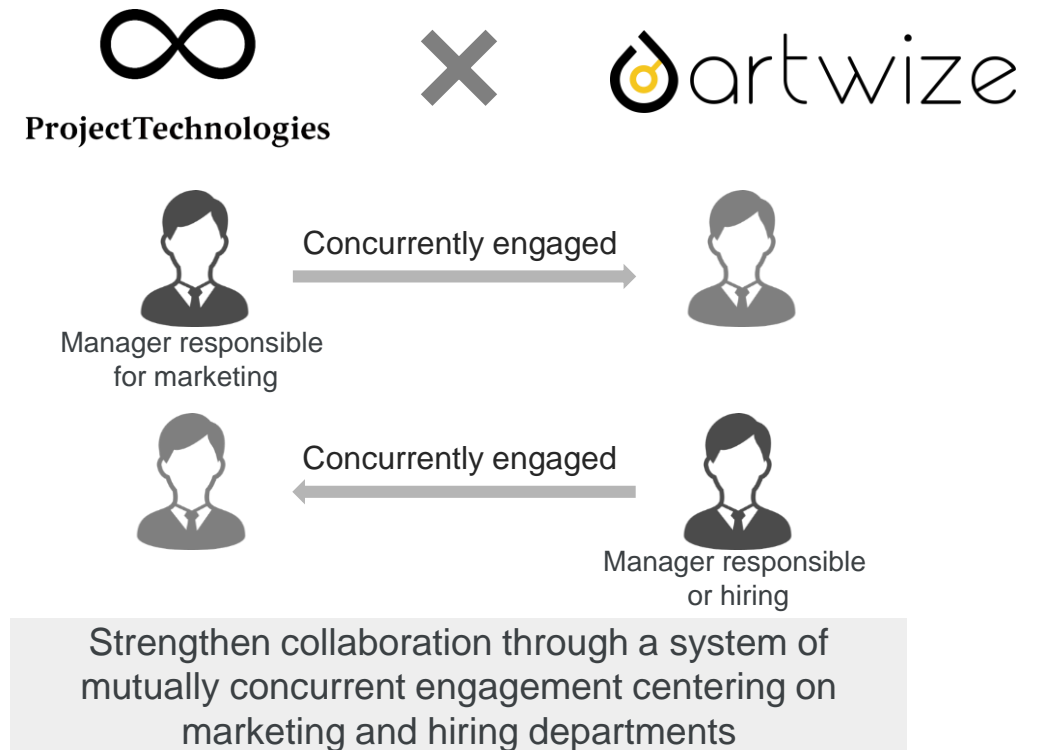 ProjectTechnologies
artwize
Concurrently engaged
Manager responsible
for marketing
Concurrently engaged
Manager responsible
or hiring
Strengthen collaboration through a system of
mutually concurrent engagement centering on
marketing and hiring departments